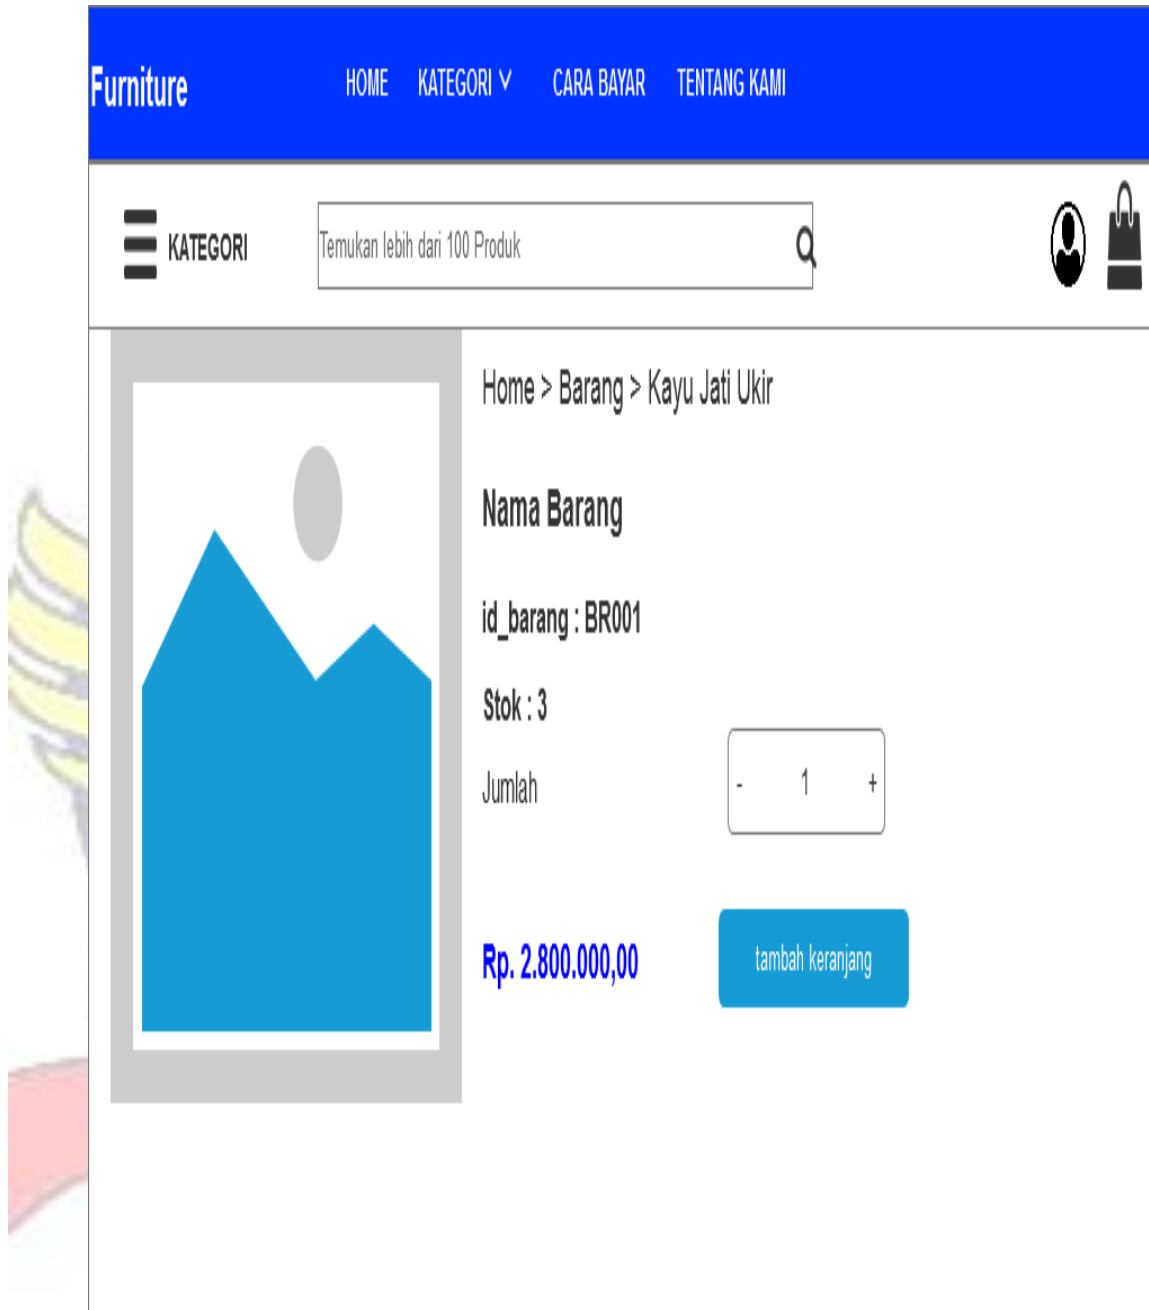 Furniture HOME KATEGORI CARA BAYAR TENTANG KAMI
KATEGORI Temukan lebih dari 100 Produk
Home > Barang > Kayu Jati Ukir
Nama Barang
id_barang : BR001
Stok : 3
Jumlah - 1 +
Rp. 2.800.000,00 tambah keranjang